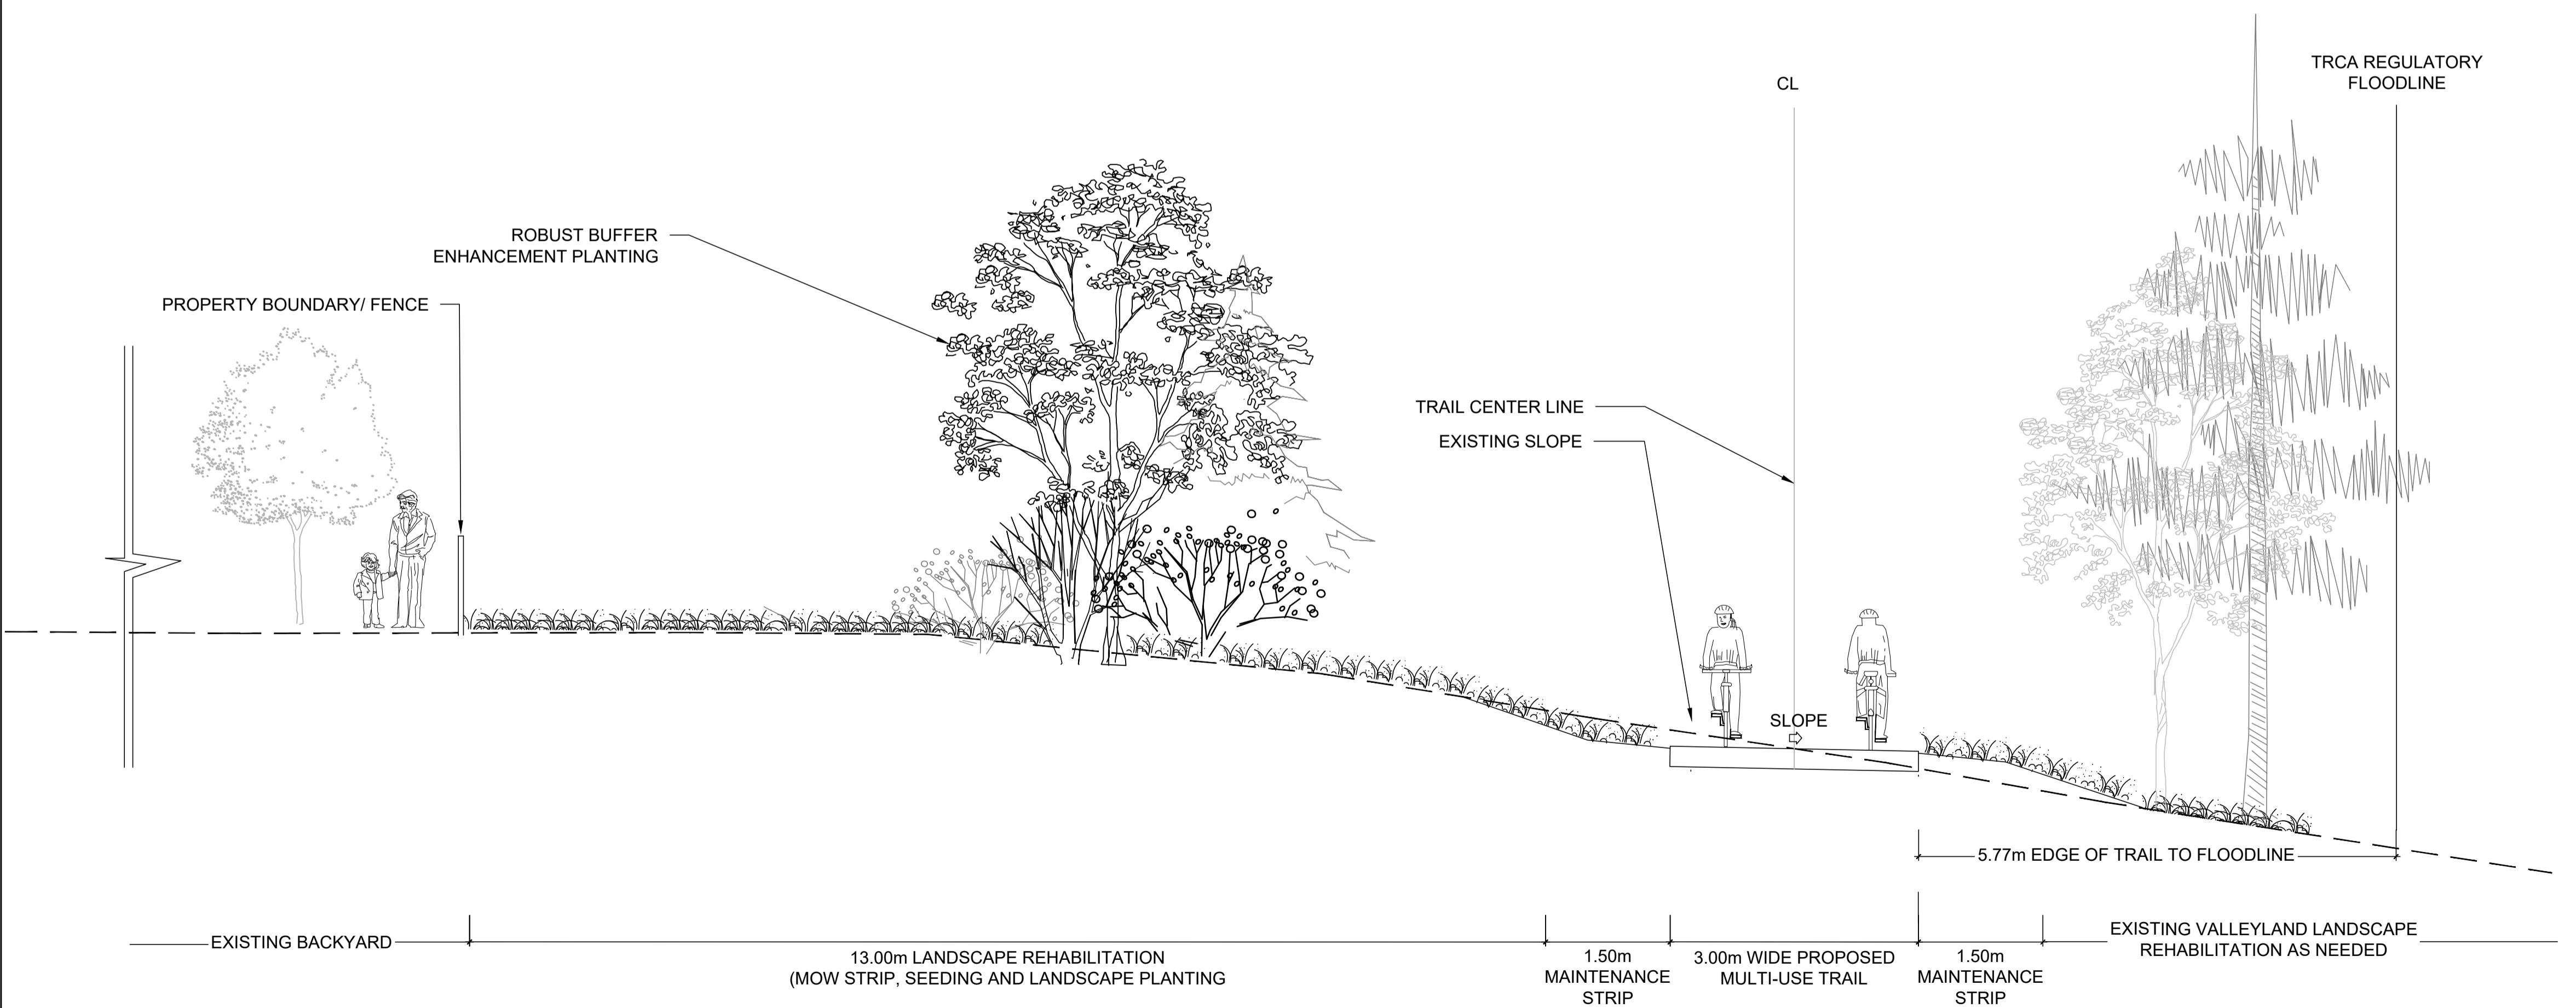 TRCA REGULATORY
FLOODLINE
CL
ROBUST BUFFER
ENHANCEMENT PLANTING
PROPERTY BOUNDARY/ FENCE
TRAIL CENTER LINE
EXISTING SLOPE
SLOPE
5.77m EDGE OF TRAIL TO FLOODLINE
EXISTING BACKYARD
13.00m LANDSCAPE REHABILITATION
(MOW STRIP, SEEDING AND LANDSCAPE PLANTING
1.50m
MAINTENANCE
STRIP
3.00m WIDE PROPOSED
MULTI-USE TRAIL
1.50m
MAINTENANCE
STRIP
EXISTING VALLEYLAND LANDSCAPE
REHABILITATION AS NEEDED